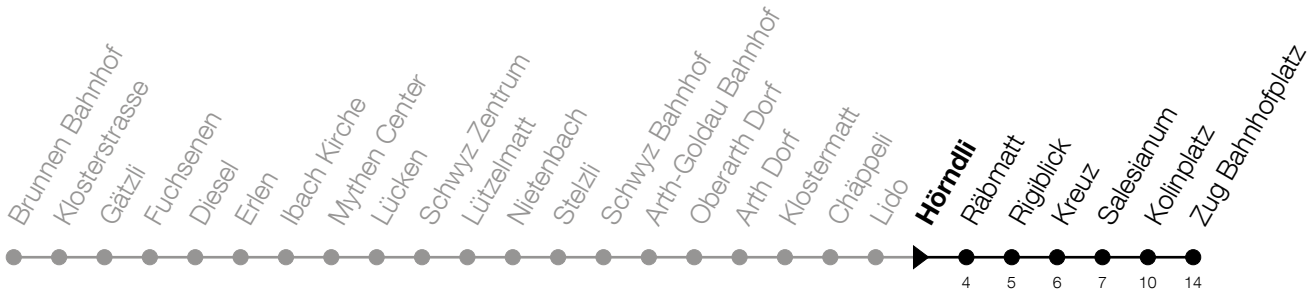 Brunnen Bahnhof
Klosterstrasse
Gätzli
Fuchsenen
Diesel
Erlen
Ibach Kirche
Mythen Center
Lücken
Schwyz Zentrum
Lützelmatt
Nietenbach
Stelzli
Schwyz Bahnhof
Arth-Goldau Bahnhof
Oberarth Dorf
Arth Dorf
Klostermatt
Chäppeli
Lido
Hörndli
Räbmatt
Rigiblick
Kreuz
Salesianum
Kolinplatz
Zug Bahnhofplatz
4 5 6 7 10 14